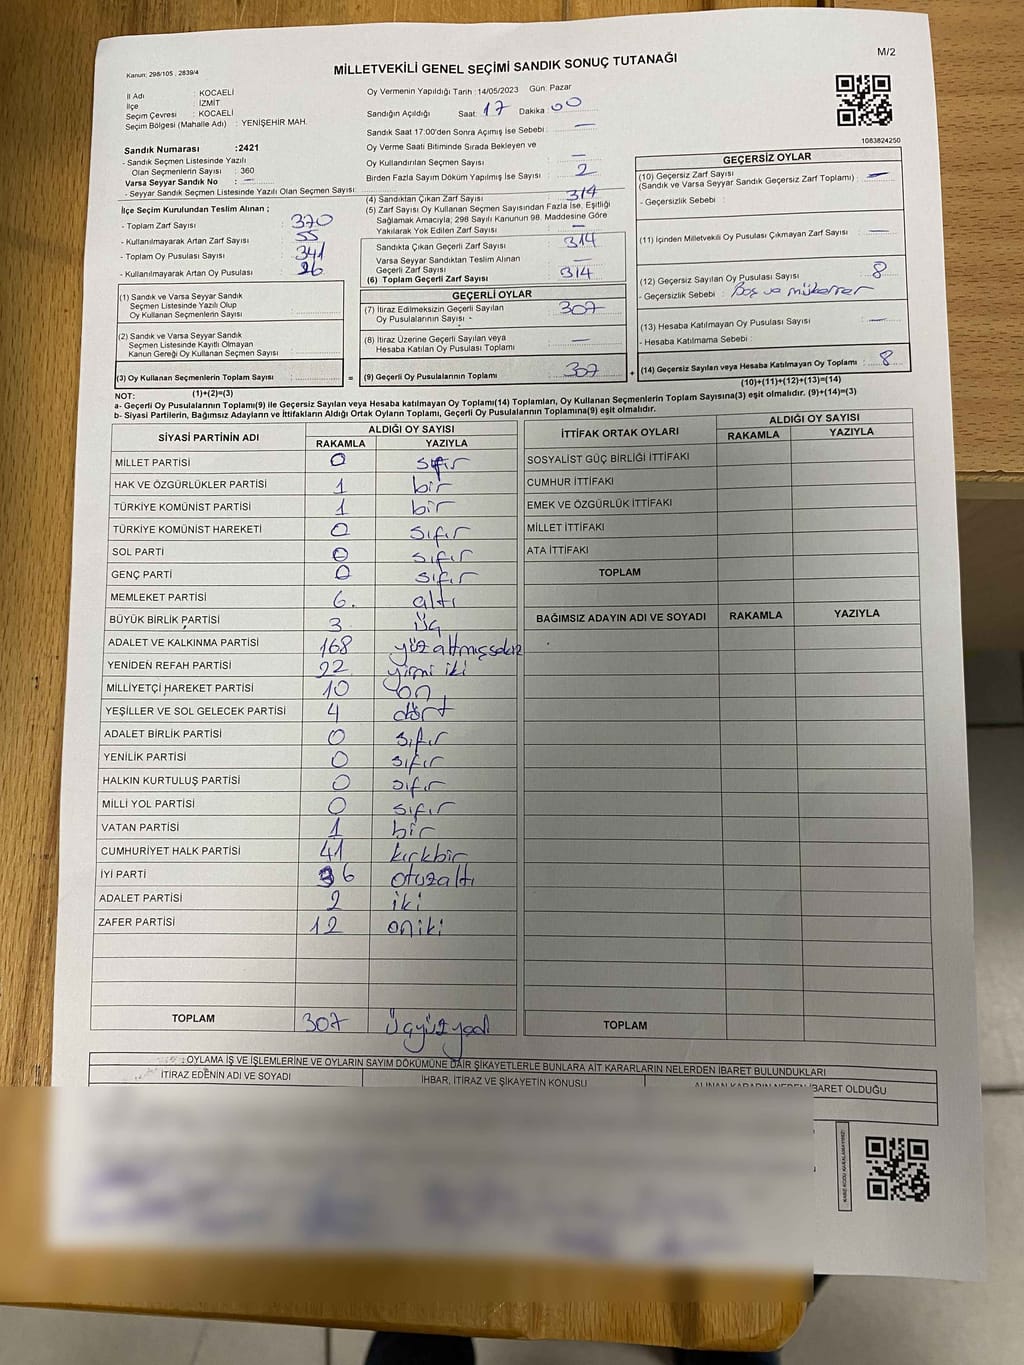 M/2
Kanun: 298/105 , 2839/4
MİLLETVEKİLİ GENEL SEÇİMİ SANDIK SONUÇ TUTANAĞI
İl Adı : KOCAELİ
İlçe : İZMİT
Seçim Çevresi : KOCAELİ
Seçim Bölgesi (Mahalle Adı) : YENİŞEHİR MAH.
Sandık Numarası :2421
- Sandık Seçmen Listesinde Yazılı
Olan Seçmenlerin Sayısı : 360
Varsa Seyyar Sandık No : —
- Seyyar Sandık Seçmen Listesinde Yazılı Olan Seçmen Sayısı:
İlçe Seçim Kurulundan Teslim Alınan ;
- Toplam Zarf Sayısı : 370
- Kullanılmayarak Artan Zarf Sayısı : 55
- Toplam Oy Pusulası Sayısı : 341
- Kullanılmayarak Artan Oy Pusulası : 26
(1) Sandık ve Varsa Seyyar Sandık
Seçmen Listesinde Yazılı Olup
Oy Kullanan Seçmenlerin Sayısı :
(2) Sandık ve Varsa Seyyar Sandık
Seçmen Listesinde Kayıtlı Olmayan
Kanun Gereği Oy Kullanan Seçmen Sayısı :
(3) Oy Kullanan Seçmenlerin Toplam Sayısı :
Oy Vermenin Yapıldığı Tarih :14/05/2023 Gün: Pazar
Sandığın Açıldığı Saat: 17 Dakika : 00
Sandık Saat 17:00'den Sonra Açımış İse Sebebi : —
Oy Verme Saati Bitiminde Sırada Bekleyen ve
Oy Kullandırılan Seçmen Sayısı : —
Birden Fazla Sayım Döküm Yapılmış İse Sayısı : 2
(4) Sandıktan Çıkan Zarf Sayısı : 314
(5) Zarf Sayısı Oy Kullanan Seçmen Sayısından Fazla İse, Eşitliği
Sağlamak Amacıyla; 298 Sayılı Kanunun 98. Maddesine Göre
Yakılarak Yok Edilen Zarf Sayısı : —
Sandıkta Çıkan Geçerli Zarf Sayısı : 314
Varsa Seyyar Sandıktan Teslim Alınan
Geçerli Zarf Sayısı : —
(6) Toplam Geçerli Zarf Sayısı : 314
GEÇERLİ OYLAR
(7) İtiraz Edilmeksizin Geçerli Sayılan
Oy Pusulalarının Sayısı : 307
(8) İtiraz Üzerine Geçerli Sayılan veya
Hesaba Katılan Oy Pusulası Toplamı : —
= (9) Geçerli Oy Pusulalarının Toplamı : 307 +
1083824250
GEÇERSİZ OYLAR
(10) Geçersiz Zarf Sayısı
(Sandık ve Varsa Seyyar Sandık Geçersiz Zarf Toplamı) : —
- Geçersizlik Sebebi :
(11) İçinden Milletvekili Oy Pusulası Çıkmayan Zarf Sayısı : —
(12) Geçersiz Sayılan Oy Pusulası Sayısı : 8
- Geçersizlik Sebebi : Boş ve mükerrer
(13) Hesaba Katılmayan Oy Pusulası Sayısı : —
- Hesaba Katılmama Sebebi :
(14) Geçersiz Sayılan veya Hesaba Katılmayan Oy Toplamı : 8
NOT: (1)+(2)=(3) (10)+(11)+(12)+(13)=(14)
a- Geçerli Oy Pusulalarının Toplamı(9) ile Geçersiz Sayılan veya Hesaba katılmayan Oy Toplamı(14) Toplamları, Oy Kullanan Seçmenlerin Toplam Sayısına(3) eşit olmalıdır. (9)+(14)=(3)
b- Siyasi Partilerin, Bağımsız Adayların ve İttifakların Aldığı Ortak Oyların Toplamı, Geçerli Oy Pusulalarının Toplamına(9) eşit olmalıdır.
SİYASİ PARTİNİN ADI ALDIĞI OY SAYISI
RAKAMLA YAZIYLA
MİLLET PARTİSİ 0 sıfır
HAK VE ÖZGÜRLÜKLER PARTİSİ 1 bir
TÜRKİYE KOMÜNİST PARTİSİ 1 bir
TÜRKİYE KOMÜNİST HAREKETİ 0 sıfır
SOL PARTİ 0 sıfır
GENÇ PARTİ 0 sıfır
MEMLEKET PARTİSİ 6. altı
BÜYÜK BİRLİK PARTİSİ 3 üç
ADALET VE KALKINMA PARTİSİ 168 yüzaltmışsekiz
YENİDEN REFAH PARTİSİ 22 yirmi iki
MİLLİYETÇİ HAREKET PARTİSİ 10 on
YEŞİLLER VE SOL GELECEK PARTİSİ 4 dört
ADALET BİRLİK PARTİSİ 0 sıfır
YENİLİK PARTİSİ 0 sıfır
HALKIN KURTULUŞ PARTİSİ 0 sıfır
MİLLİ YOL PARTİSİ 0 sıfır
VATAN PARTİSİ 1 bir
CUMHURİYET HALK PARTİSİ 41 kırkbir
İYİ PARTİ 36 otuzaltı
ADALET PARTİSİ 2 iki
ZAFER PARTİSİ 12 oniki
TOPLAM 307 üçyüzyedi
İTTİFAK ORTAK OYLARI ALDIĞI OY SAYISI
RAKAMLA YAZIYLA
SOSYALİST GÜÇ BİRLİĞİ İTTİFAKI
CUMHUR İTTİFAKI
EMEK VE ÖZGÜRLÜK İTTİFAKI
MİLLET İTTİFAKI
ATA İTTİFAKI
TOPLAM
BAĞIMSIZ ADAYIN ADI VE SOYADI RAKAMLA YAZIYLA
TOPLAM
: OYLAMA İŞ VE İŞLEMLERİNE VE OYLARIN SAYIM DÖKÜMÜNE DAİR ŞİKAYETLERLE BUNLARA AİT KARARLARIN NELERDEN İBARET BULUNDUKLARI
İTİRAZ EDENİN ADI VE SOYADI İHBAR, İTİRAZ VE ŞİKAYETİN KONUSU ALINAN KARARIN NEDEN İBARET OLDUĞU
KARE KODU KARALAMAYINIZ!